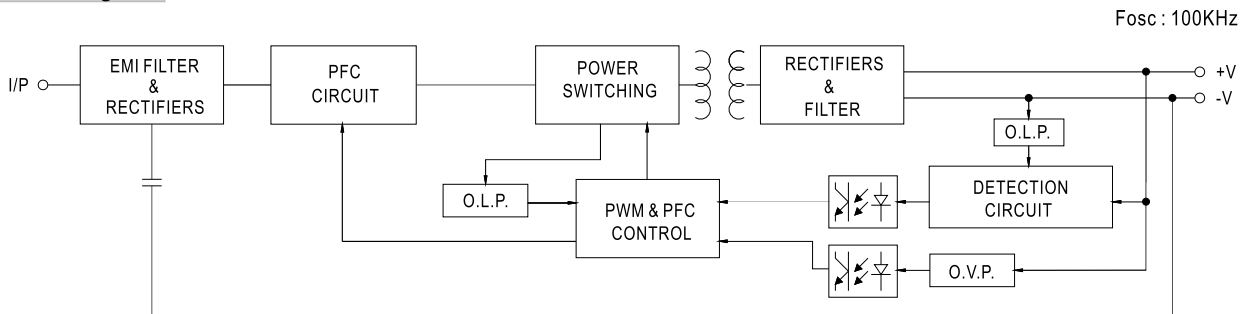 Fosc : 100KHz
I/P
EMI FILTER
&
RECTIFIERS
PFC
CIRCUIT
POWER
SWITCHING
RECTIFIERS
&
FILTER
+V
-V
O.L.P.
O.L.P.
PWM & PFC
CONTROL
DETECTION
CIRCUIT
O.V.P.